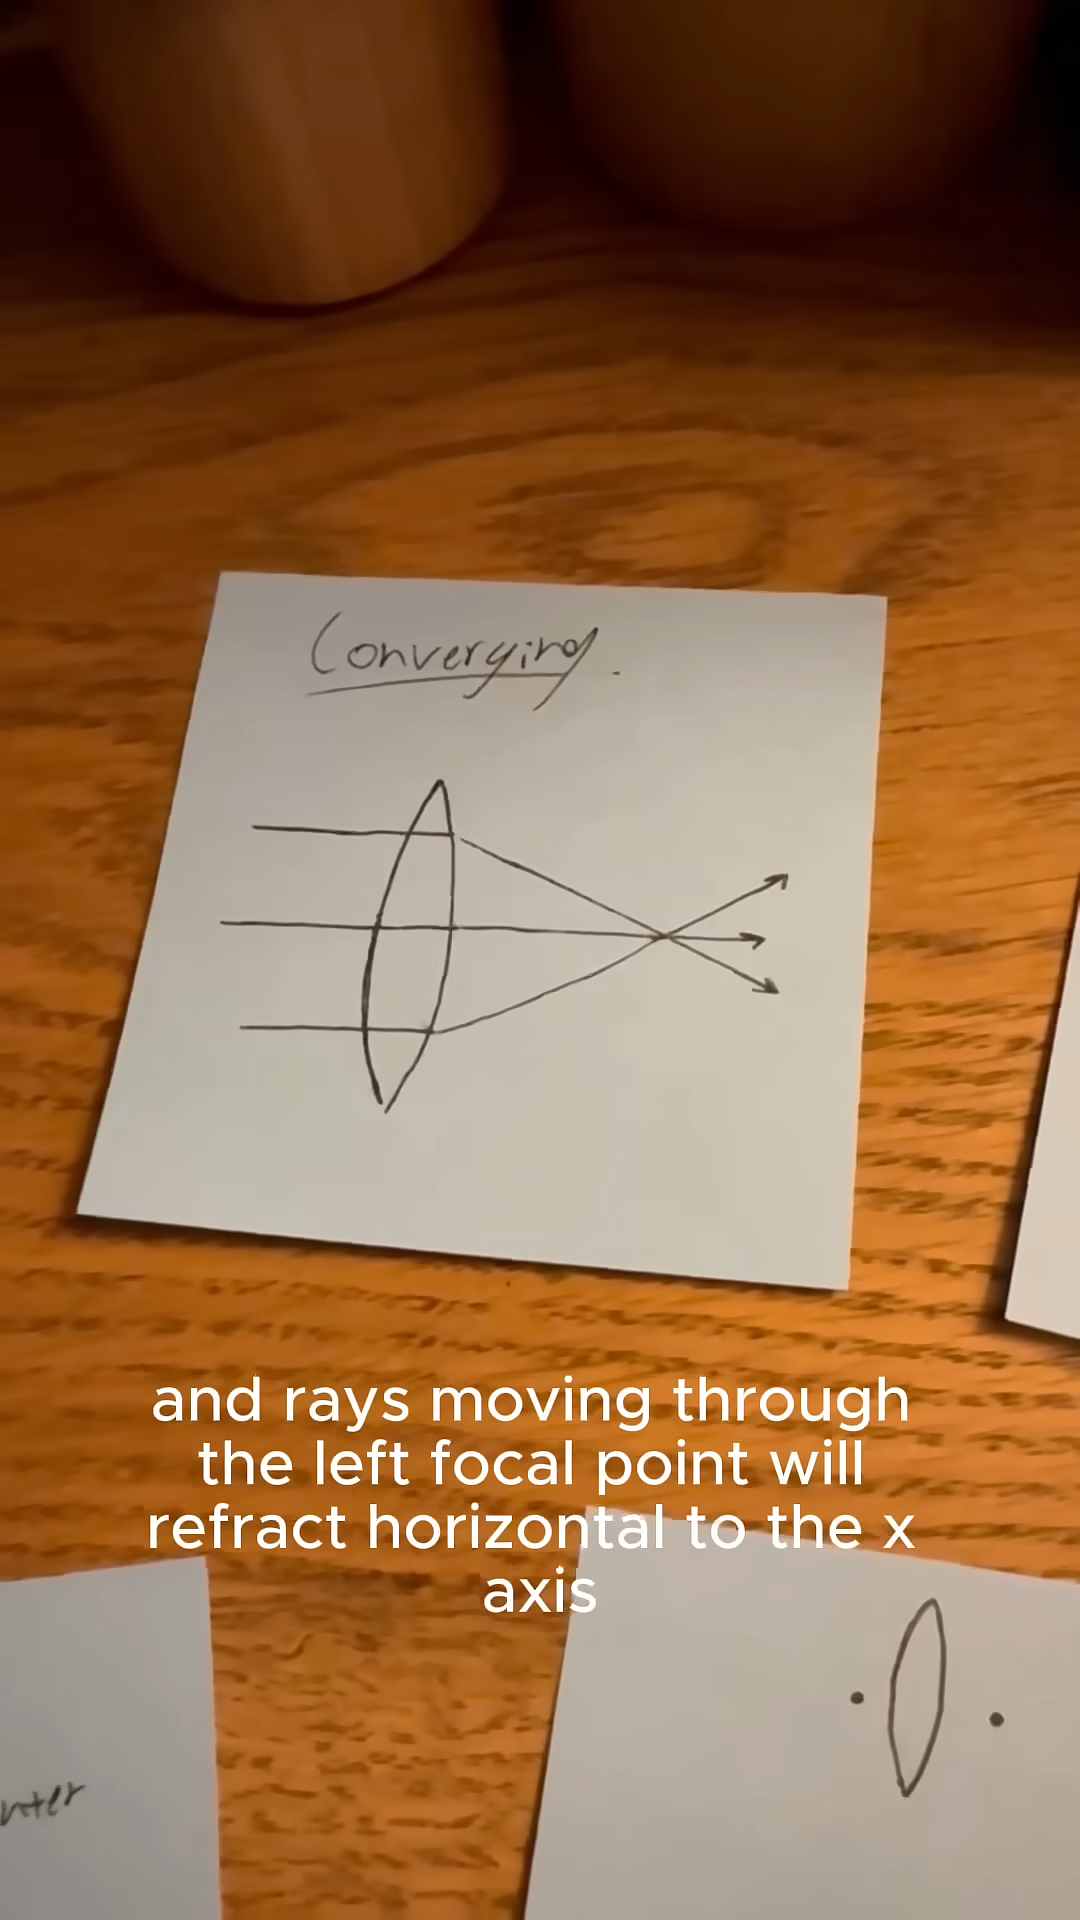 Converging.
and rays moving through
the left focal point will
refract horizontal to the x
axis